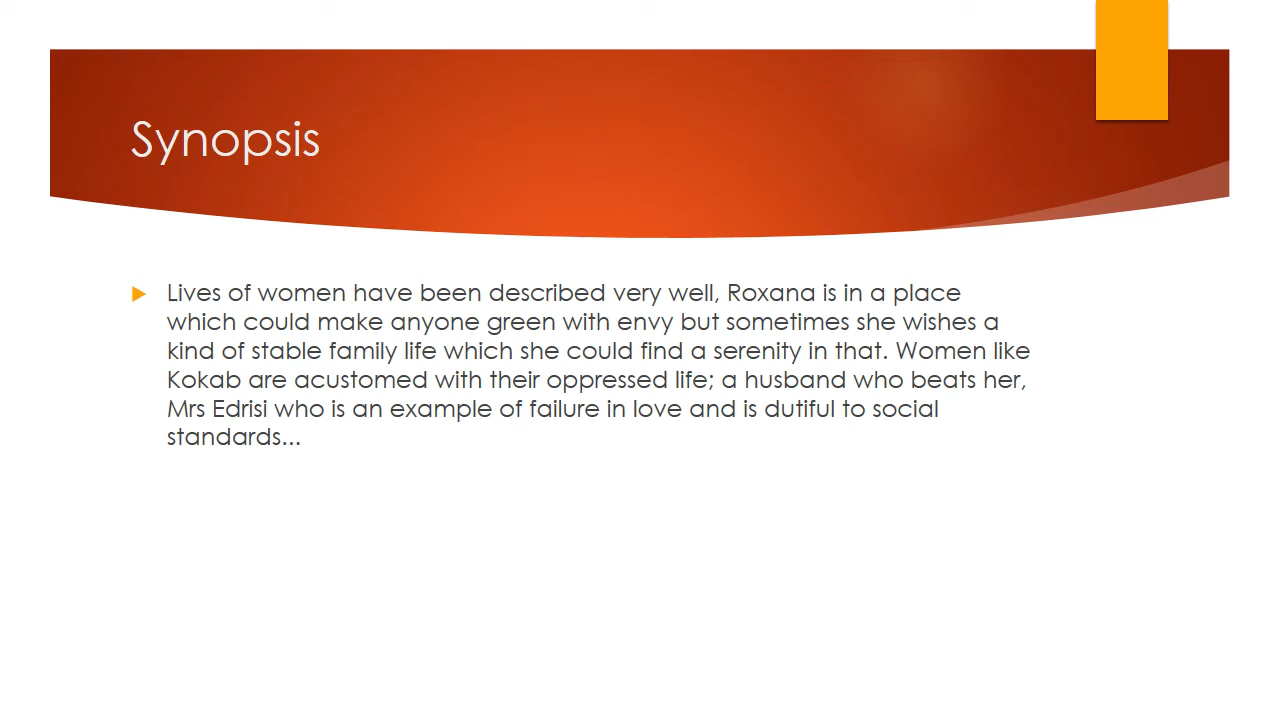 Synopsis
Lives of women have been described very well, Roxana is in a place
which could make anyone green with envy but sometimes she wishes a
kind of stable family life which she could find a serenity in that. Women like
Kokab are acustomed with their oppressed life; a husband who beats her,
Mrs Edrisi who is an example of failure in love and is dutiful to social
standards...